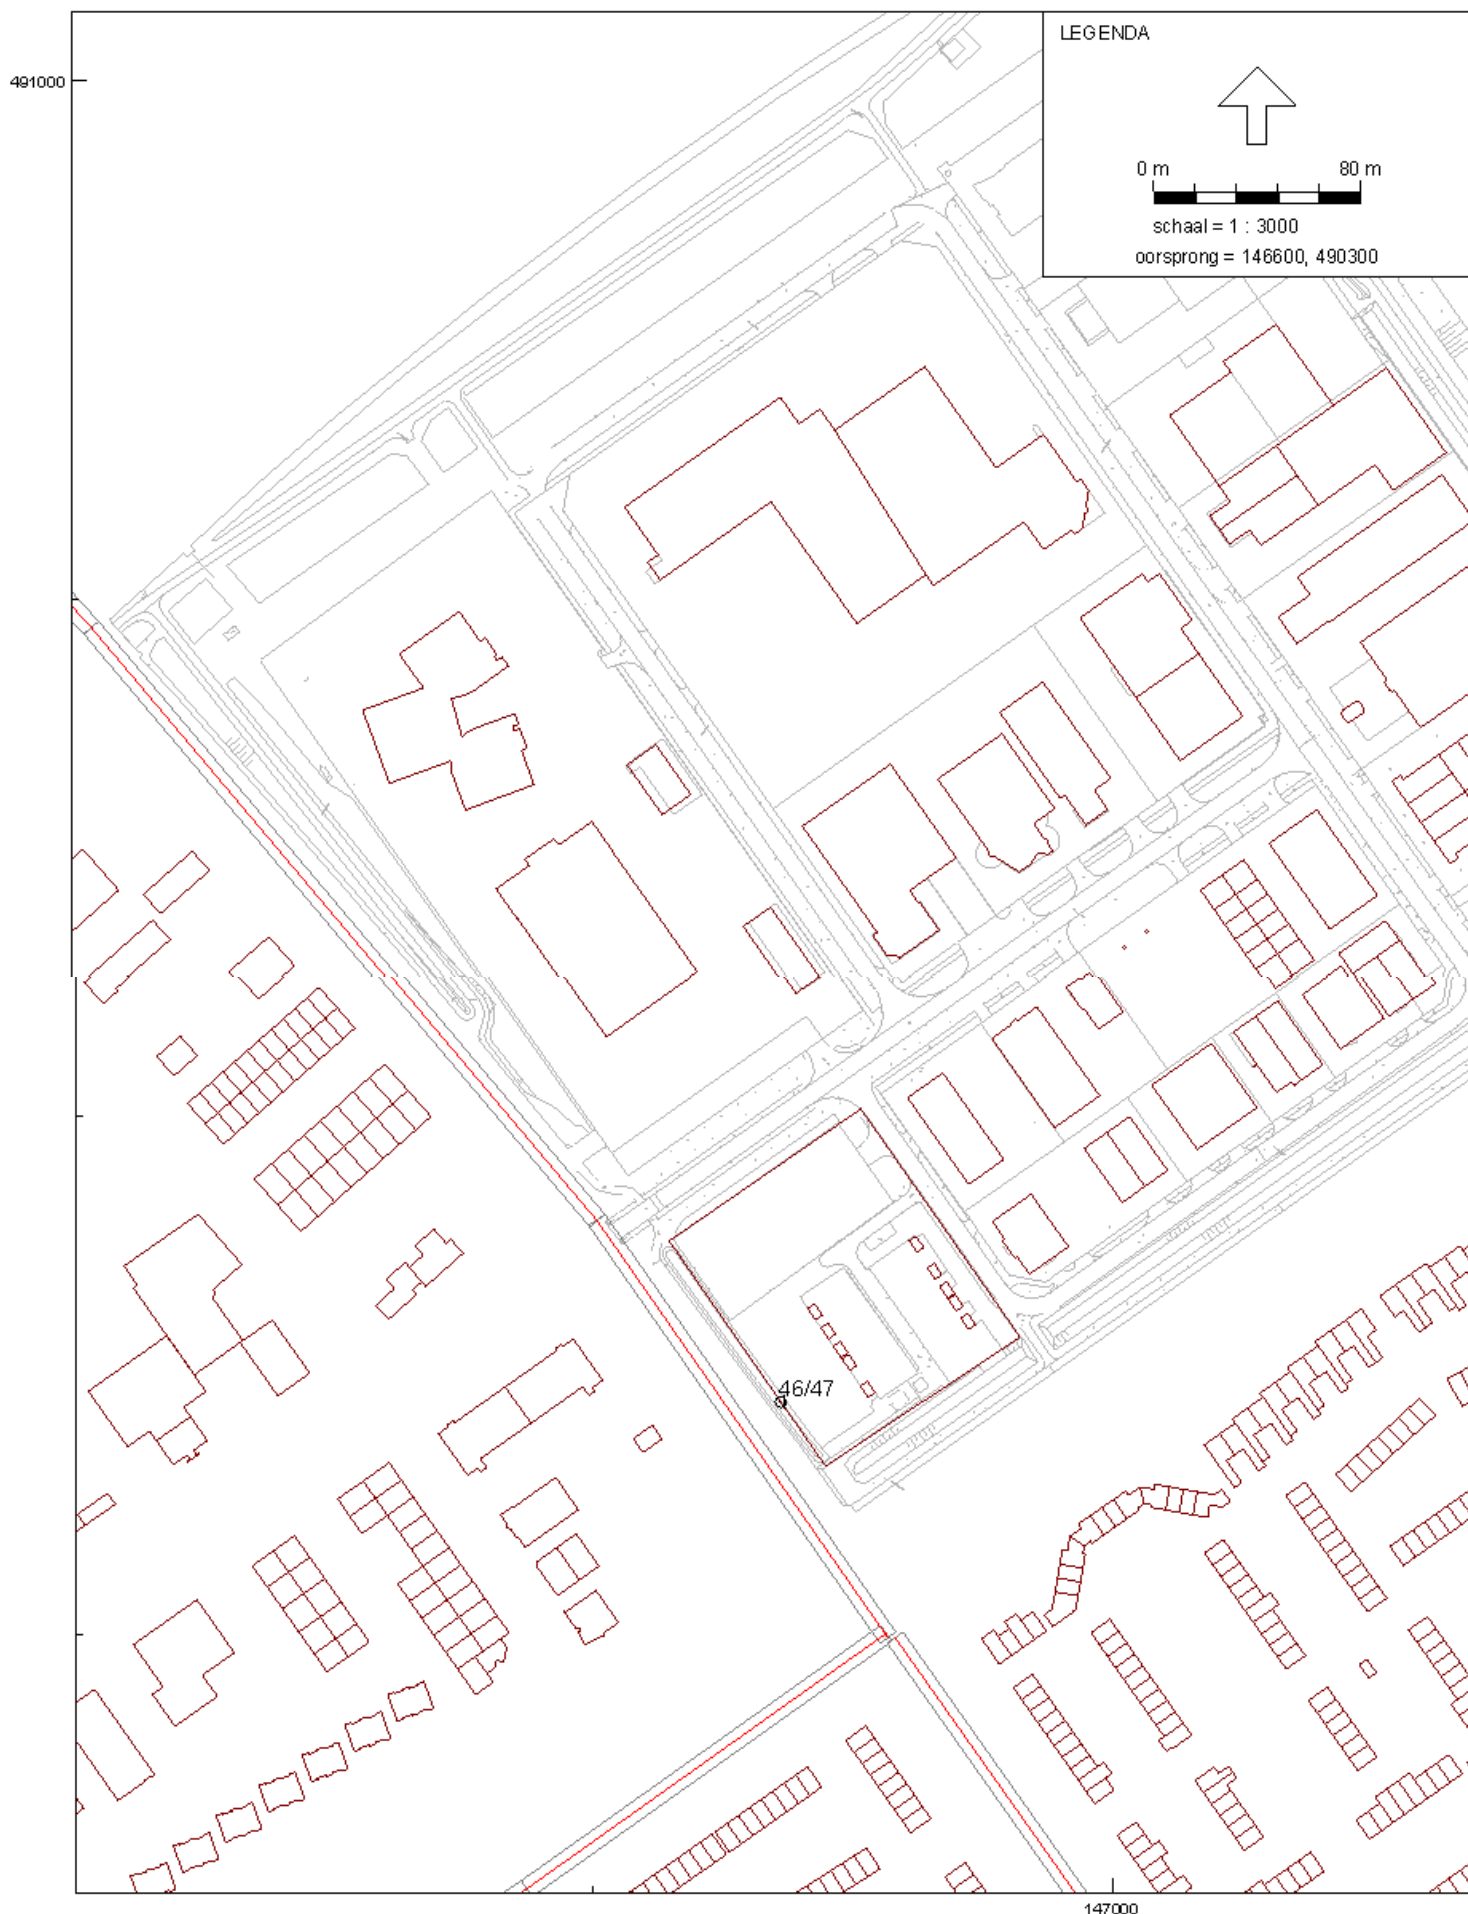 LEGENDA
491000
0 m 80 m
schaal = 1 : 3000
oorsprong = 146600, 490300
46/47
147000